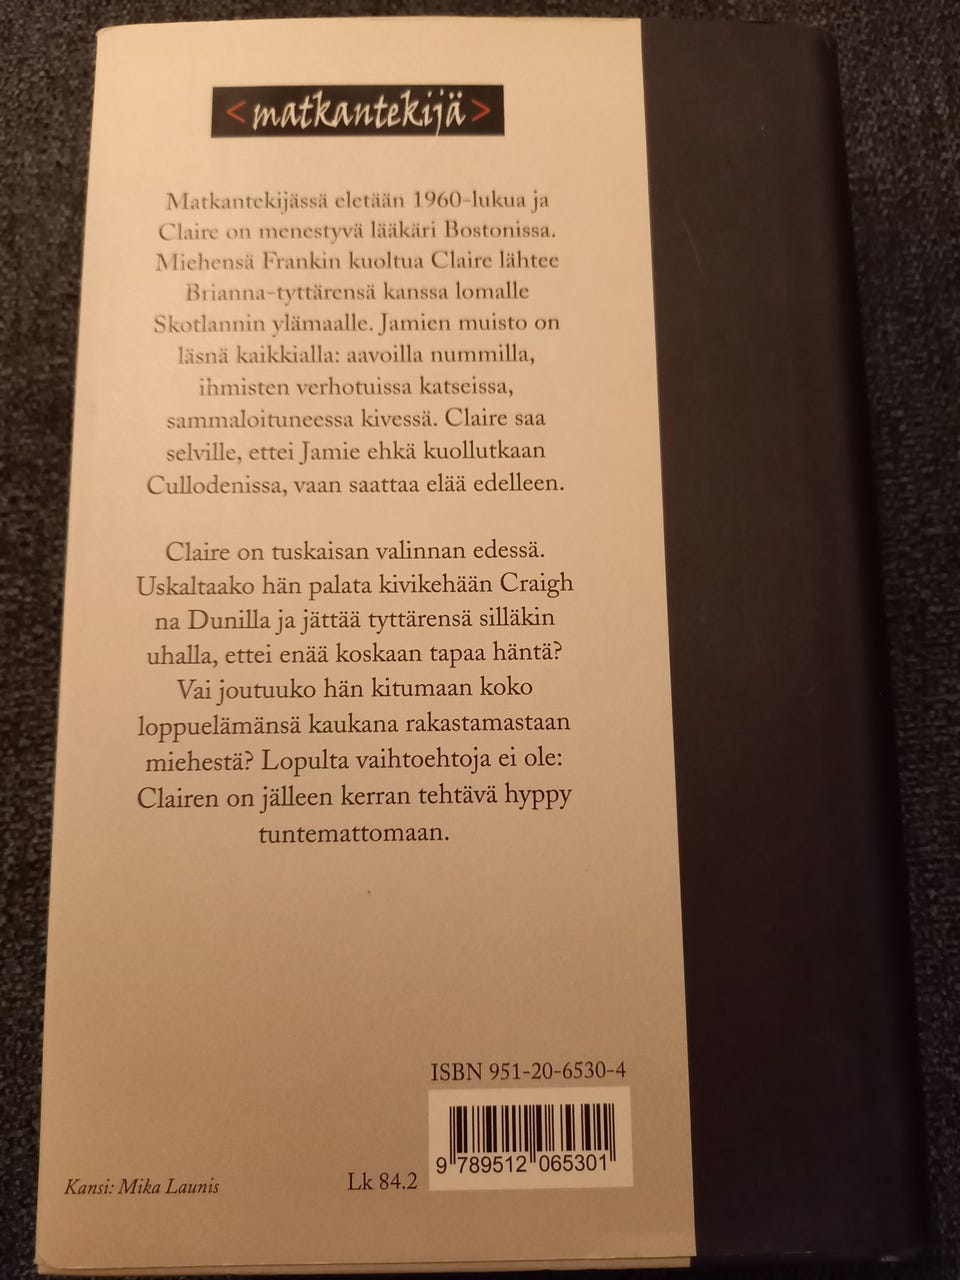 <matkantekijä>
Matkantekijässä eletään 1960-lukua ja
Claire on menestyvä lääkäri Bostonissa.
Miehensä Frankin kuoltua Claire lähtee
Brianna-tyttärensä kanssa lomalle
Skotlannin ylämaalle. Jamien muisto on
läsnä kaikkialla: aavoilla nummilla,
ihmisten verhotuissa katseissa,
sammaloituneessa kivessä. Claire saa
selville, ettei Jamie ehkä kuollutkaan
Cullodenissa, vaan saattaa elää edelleen.
Claire on tuskaisan valinnan edessä.
Uskaltaako hän palata kivikehään Craigh
na Dunilla ja jättää tyttärensä silläkin
uhalla, ettei enää koskaan tapaa häntä?
Vai joutuuko hän kitumaan koko
loppuelämänsä kaukana rakastamastaan
miehestä? Lopulta vaihtoehtoja ei ole:
Clairen on jälleen kerran tehtävä hyppy
tuntemattomaan.
ISBN 951-20-6530-4
9 789512 065301
Lk 84.2
Kansi: Mika Launis